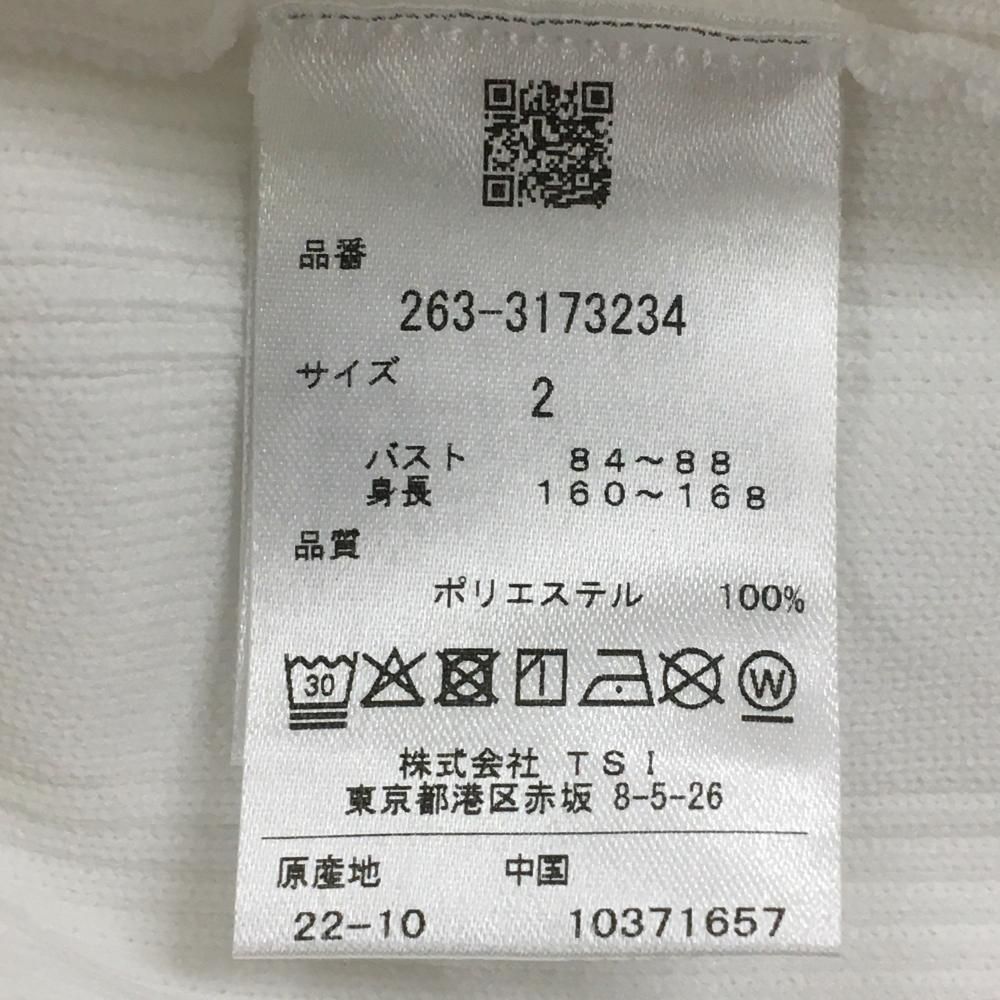 品番
263-3173234
サイズ
2
バスト 84～88
身長 160～168
品質
ポリエステル 100%
30
W
株式会社 TSI
東京都港区赤坂 8-5-26
原産地 中国
22-10 10371657